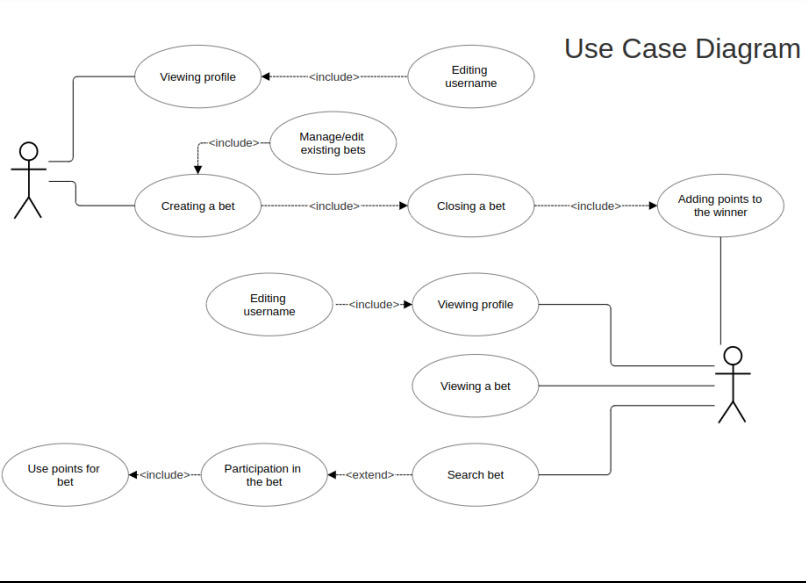 Use Case Diagram
Viewing profile
<include>
Editing
username
Manage/edit
existing bets
<include>
Creating a bet
<include>
Closing a bet
<include>
Adding points to
the winner
Editing
username
<include>
Viewing profile
Viewing a bet
Use points for
bet
<include>
Participation in
the bet
<extend>
Search bet